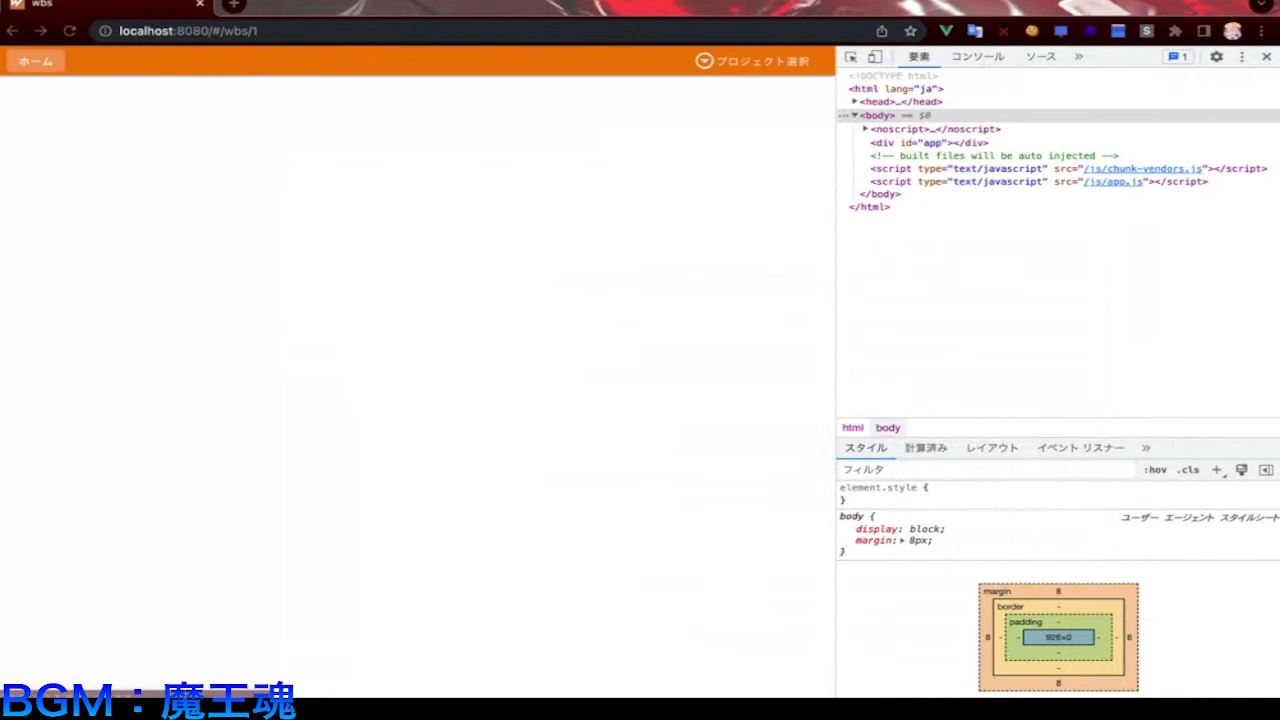 wbs
localhost:8080/#/wbs/1
ホーム
プロジェクト選択
要素 コンソール ソース » 1
<!DOCTYPE html>
<html lang="ja">
<head>…</head>
<body> == $0
<noscript>…</noscript>
<div id="app"></div>
<!-- built files will be auto injected -->
<script type="text/javascript" src="/js/chunk-vendors.js"></script>
<script type="text/javascript" src="/js/app.js"></script>
</body>
</html>
html body
スタイル 計算済み レイアウト イベント リスナー »
フィルタ :hov .cls
element.style {
}
body { ユーザー エージェント スタイルシート
display: block;
margin: 8px;
}
margin 8
border -
padding -
8 - - 926×0 - - 8
-
-
8
BGM：魔王魂